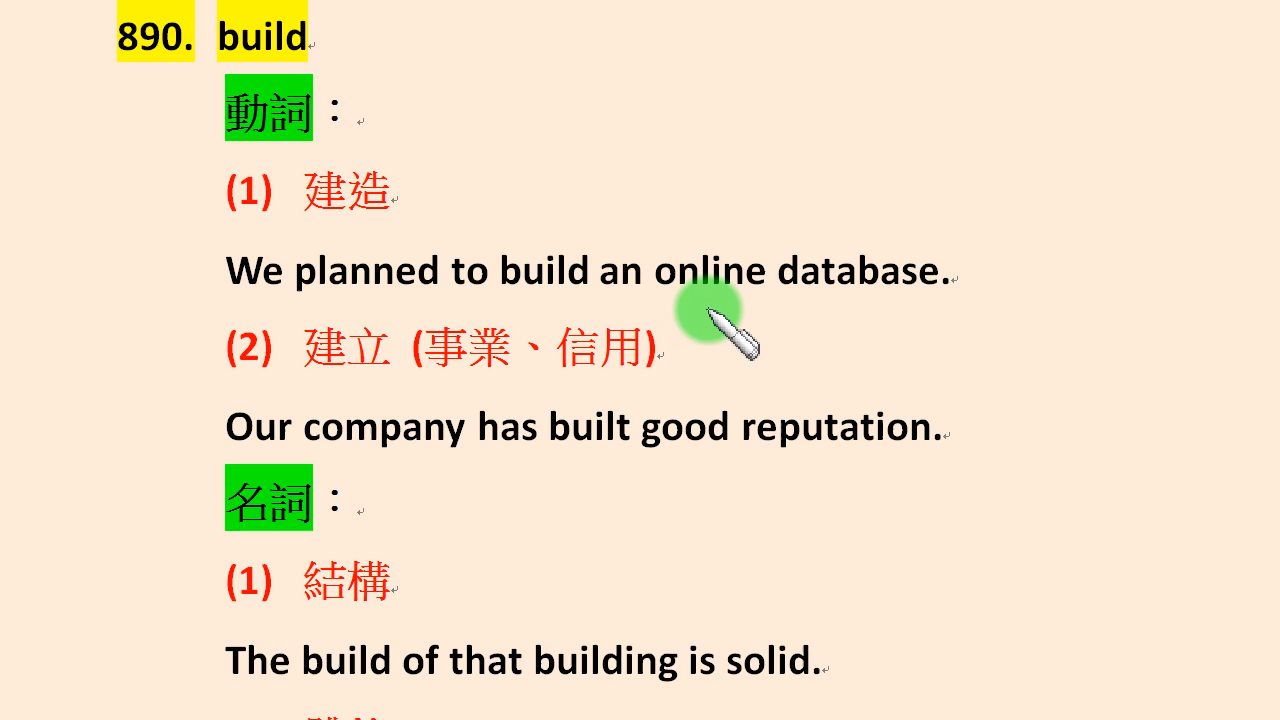 890. build
動詞：
(1) 建造
We planned to build an online database.
(2) 建立 (事業、信用)
Our company has built good reputation.
名詞：
(1) 結構
The build of that building is solid.